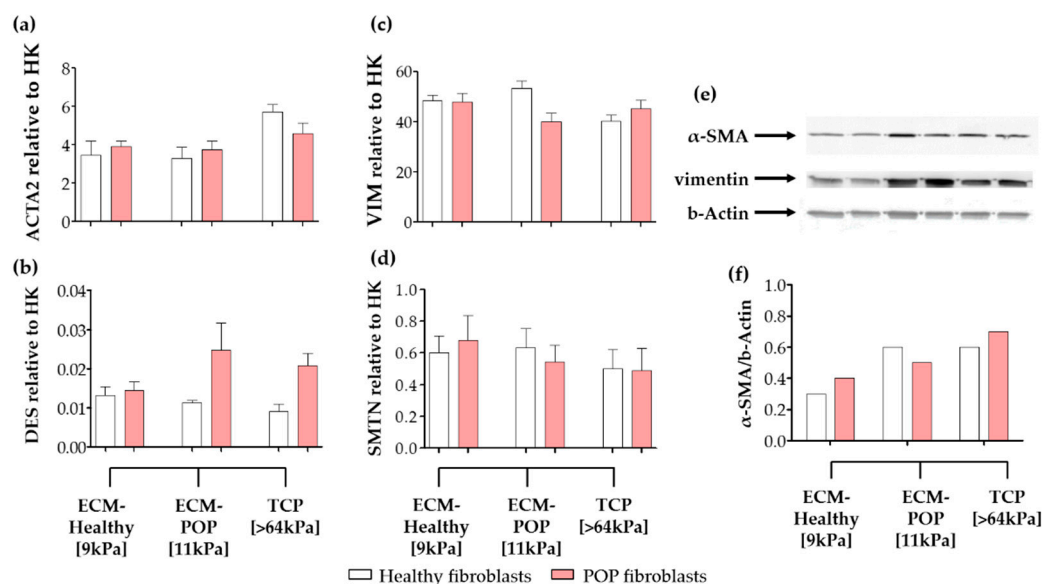 (a)
ACTA2 relative to HK
8
6
4
2
0
(b)
DES relative to HK
0.04
0.03
0.02
0.01
0.00
ECM-
Healthy
[9kPa]
ECM-
POP
[11kPa]
TCP
[>64kPa]
(c)
VIM relative to HK
60
40
20
0
(d)
SMTN relative to HK
1.0
0.8
0.6
0.4
0.2
0.0
ECM-
Healthy
[9kPa]
ECM-
POP
[11kPa]
TCP
[>64kPa]
(e)
α-SMA
vimentin
b-Actin
(f)
α-SMA/b-Actin
1.0
0.8
0.6
0.4
0.2
0.0
ECM-
Healthy
[9kPa]
ECM-
POP
[11kPa]
TCP
[>64kPa]
Healthy fibroblasts
POP fibroblasts